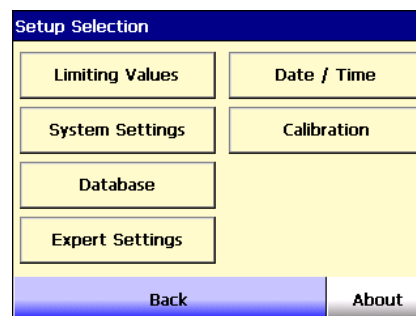 Setup Selection
Limiting Values
Date / Time
System Settings
Calibration
Database
Expert Settings
Back
About